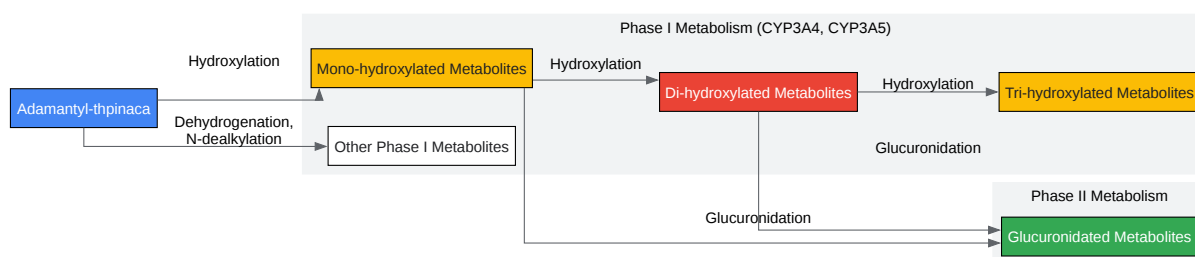 Phase I Metabolism (CYP3A4, CYP3A5)
Hydroxylation
Mono-hydroxylated Metabolites
Hydroxylation
Di-hydroxylated Metabolites
Hydroxylation
Tri-hydroxylated Metabolites
Adamantyl-thpinaca
Dehydrogenation,
N-dealkylation
Other Phase I Metabolites
Glucuronidation
Phase II Metabolism
Glucuronidation
Glucuronidated Metabolites